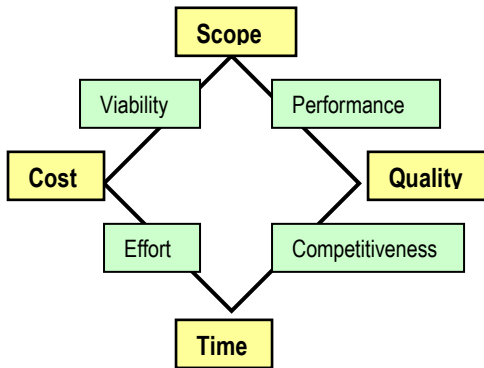 Scope
Viability
Performance
Cost
Quality
Effort
Competitiveness
Time